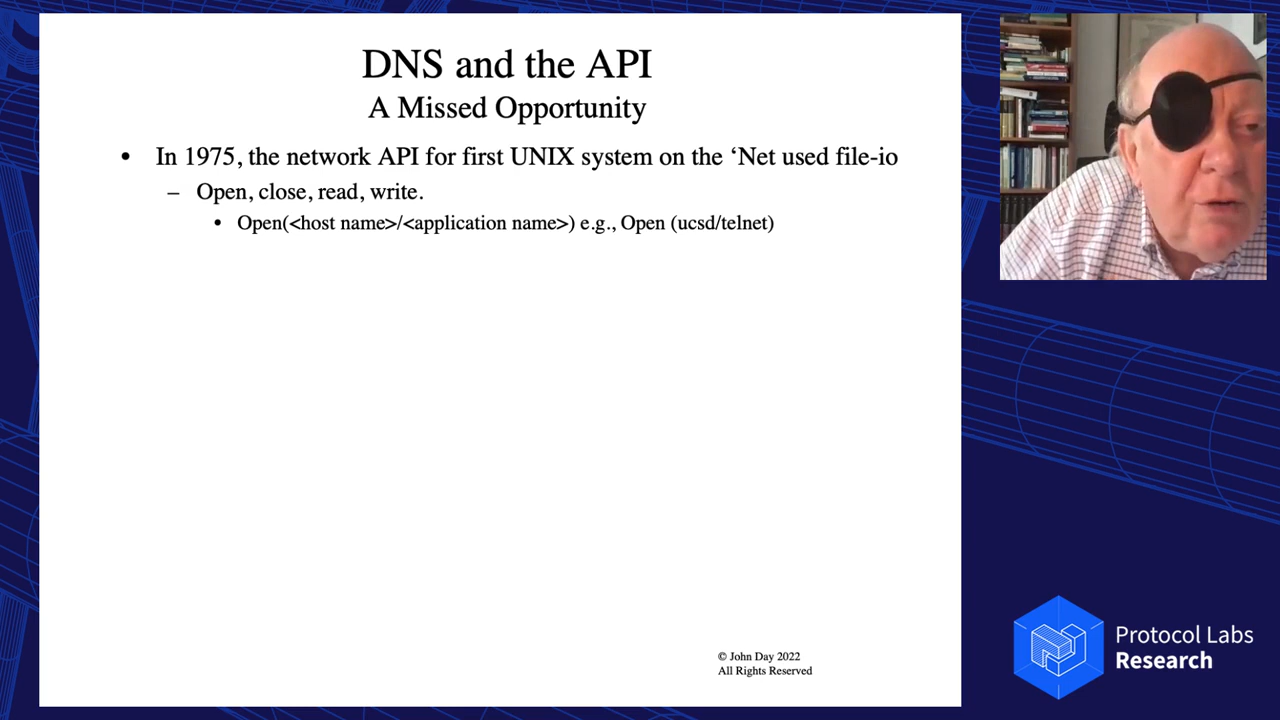 DNS and the API
A Missed Opportunity
• In 1975, the network API for first UNIX system on the ‘Net used file-io
– Open, close, read, write.
• Open(<host name>/<application name>) e.g., Open (ucsd/telnet)
© John Day 2022
All Rights Reserved
Protocol Labs
Research